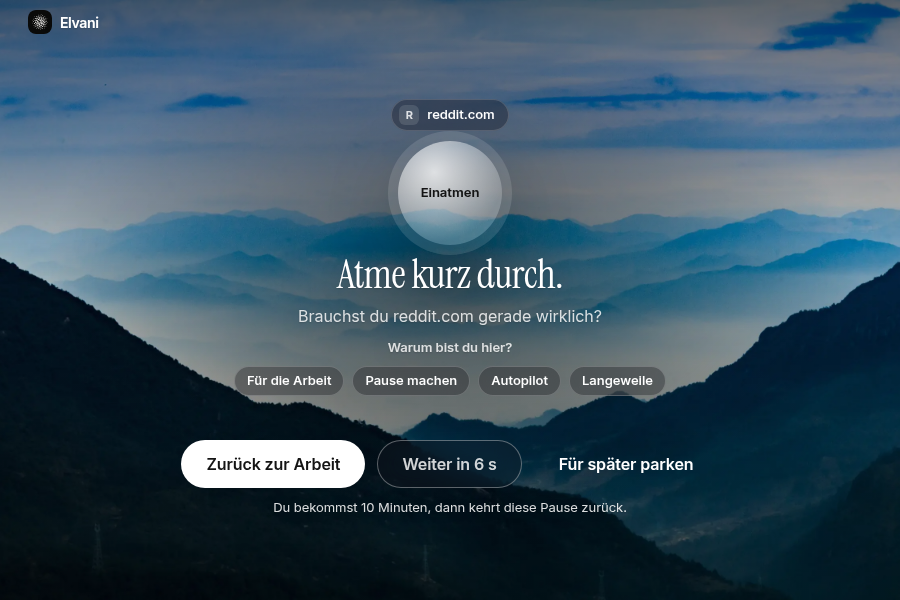 Elvani
R reddit.com
Einatmen
Atme kurz durch.
Brauchst du reddit.com gerade wirklich?
Warum bist du hier?
Für die Arbeit Pause machen Autopilot Langeweile
Zurück zur Arbeit Weiter in 6 s Für später parken
Du bekommst 10 Minuten, dann kehrt diese Pause zurück.